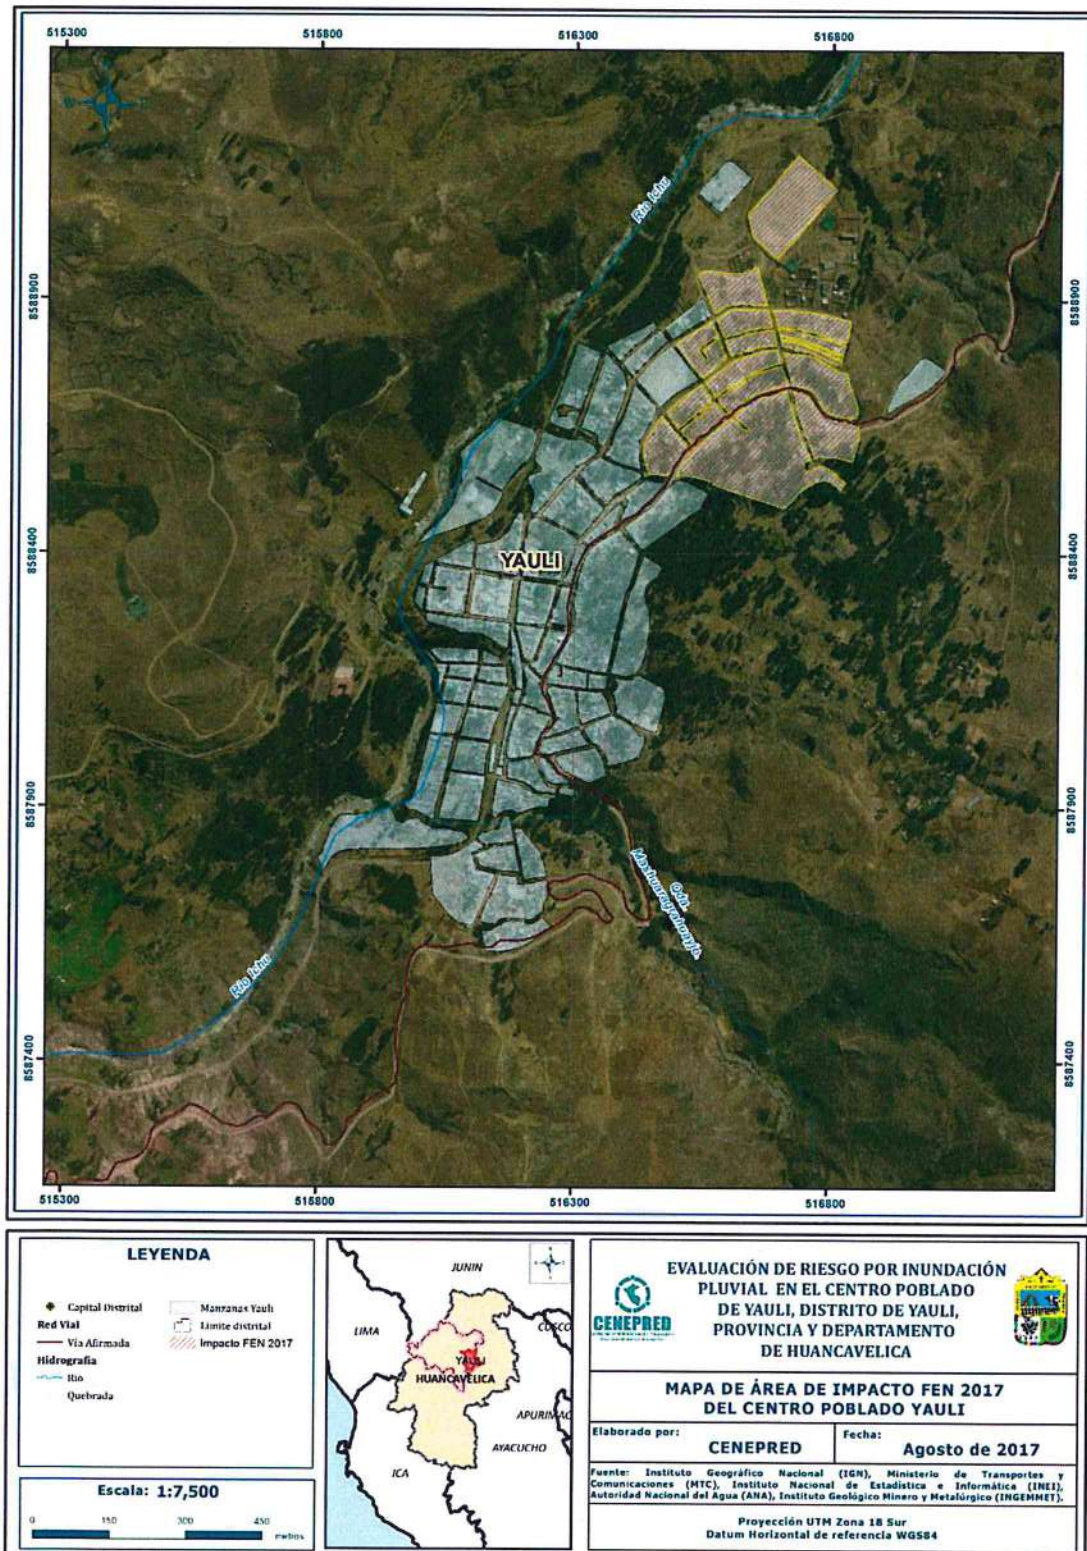 515300
515800
516300
516800
8588900
8588900
8588400
8588400
8587900
8587900
8587400
8587400
515300
515800
516300
516800
Río Ichu
YAULI
Qda.
Río Ichu
LEYENDA
Capital Distrital
Red Vial
Vía Afirmada
Hidrografía
Río
Quebrada
Manzanas Yauli
Límite distrital
Impacto FEN 2017
Escala: 1:7,500
0 150 300 450
metros
JUNIN
LIMA
CUSCO
YAULI
HUANCAVELICA
APURIMAC
AYACUCHO
ICA
CENEPRED
EVALUACIÓN DE RIESGO POR INUNDACIÓN
PLUVIAL EN EL CENTRO POBLADO
DE YAULI, DISTRITO DE YAULI,
PROVINCIA Y DEPARTAMENTO
DE HUANCAVELICA
MAPA DE ÁREA DE IMPACTO FEN 2017
DEL CENTRO POBLADO YAULI
Elaborado por:
CENEPRED
Fecha:
Agosto de 2017
Fuente: Instituto Geográfico Nacional (IGN), Ministerio de Transportes y
Comunicaciones (MTC), Instituto Nacional de Estadística e Informática (INEI),
Autoridad Nacional del Agua (ANA), Instituto Geológico Minero y Metalúrgico (INGEMMET).
Proyección UTM Zona 18 Sur
Datum Horizontal de referencia WGS84